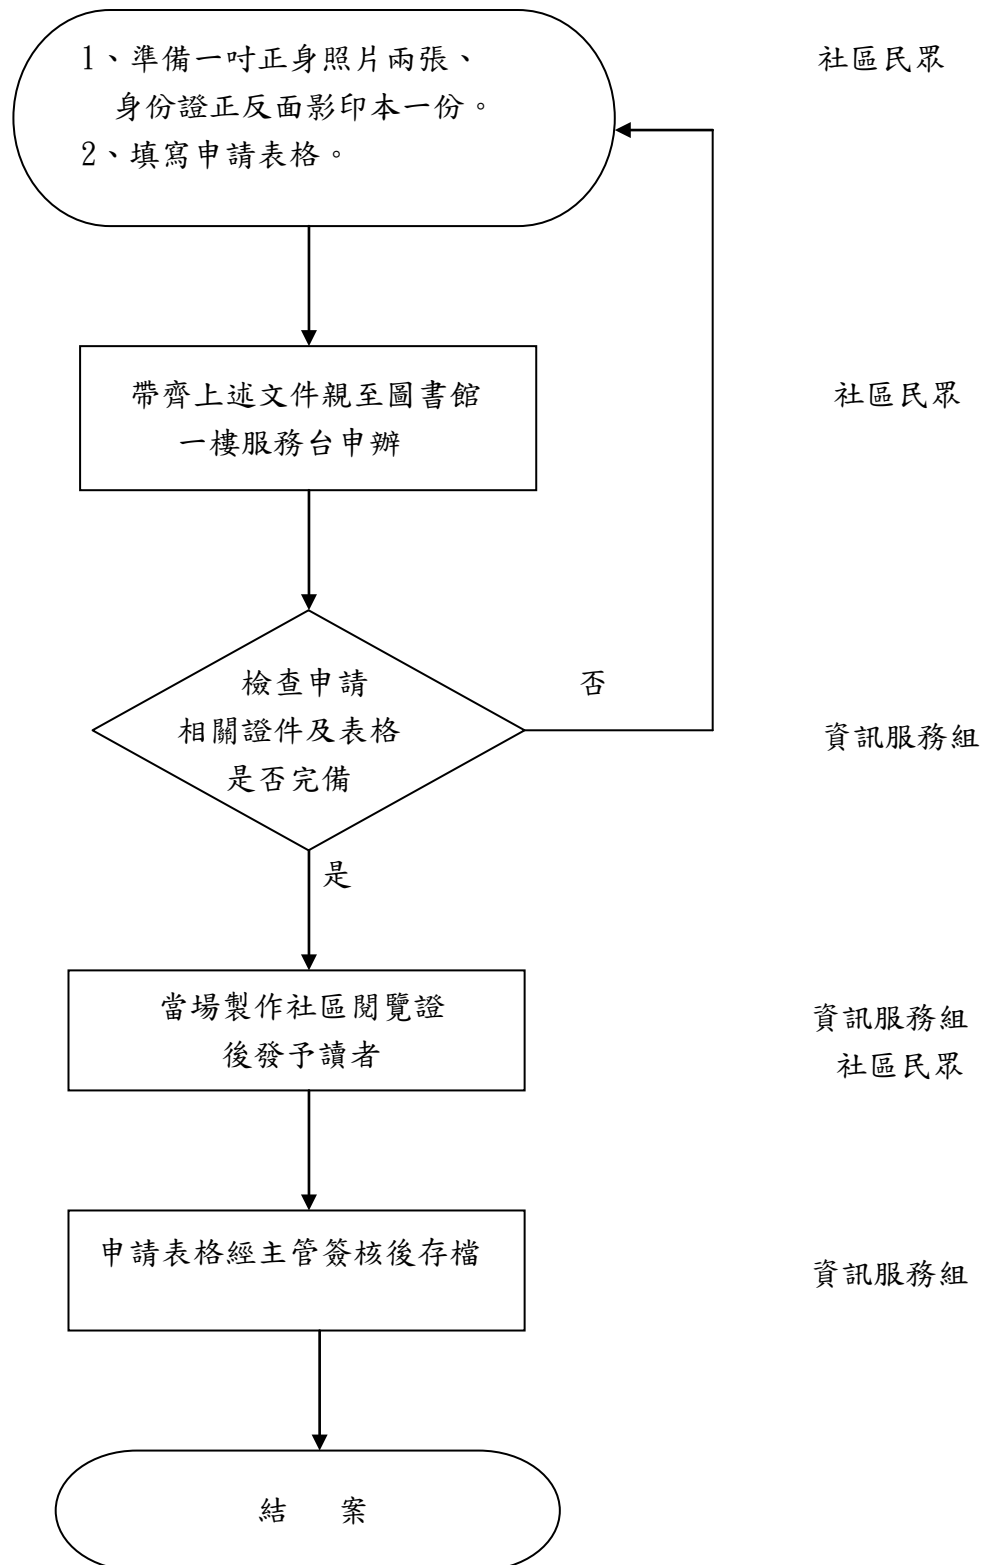 1、準備一吋正身照片兩張、
身份證正反面影印本一份。
2、填寫申請表格。
社區民眾
帶齊上述文件親至圖書館
一樓服務台申辦
社區民眾
檢查申請
相關證件及表格
是否完備
否
資訊服務組
是
當場製作社區閱覽證
後發予讀者
資訊服務組
社區民眾
申請表格經主管簽核後存檔
資訊服務組
結 案